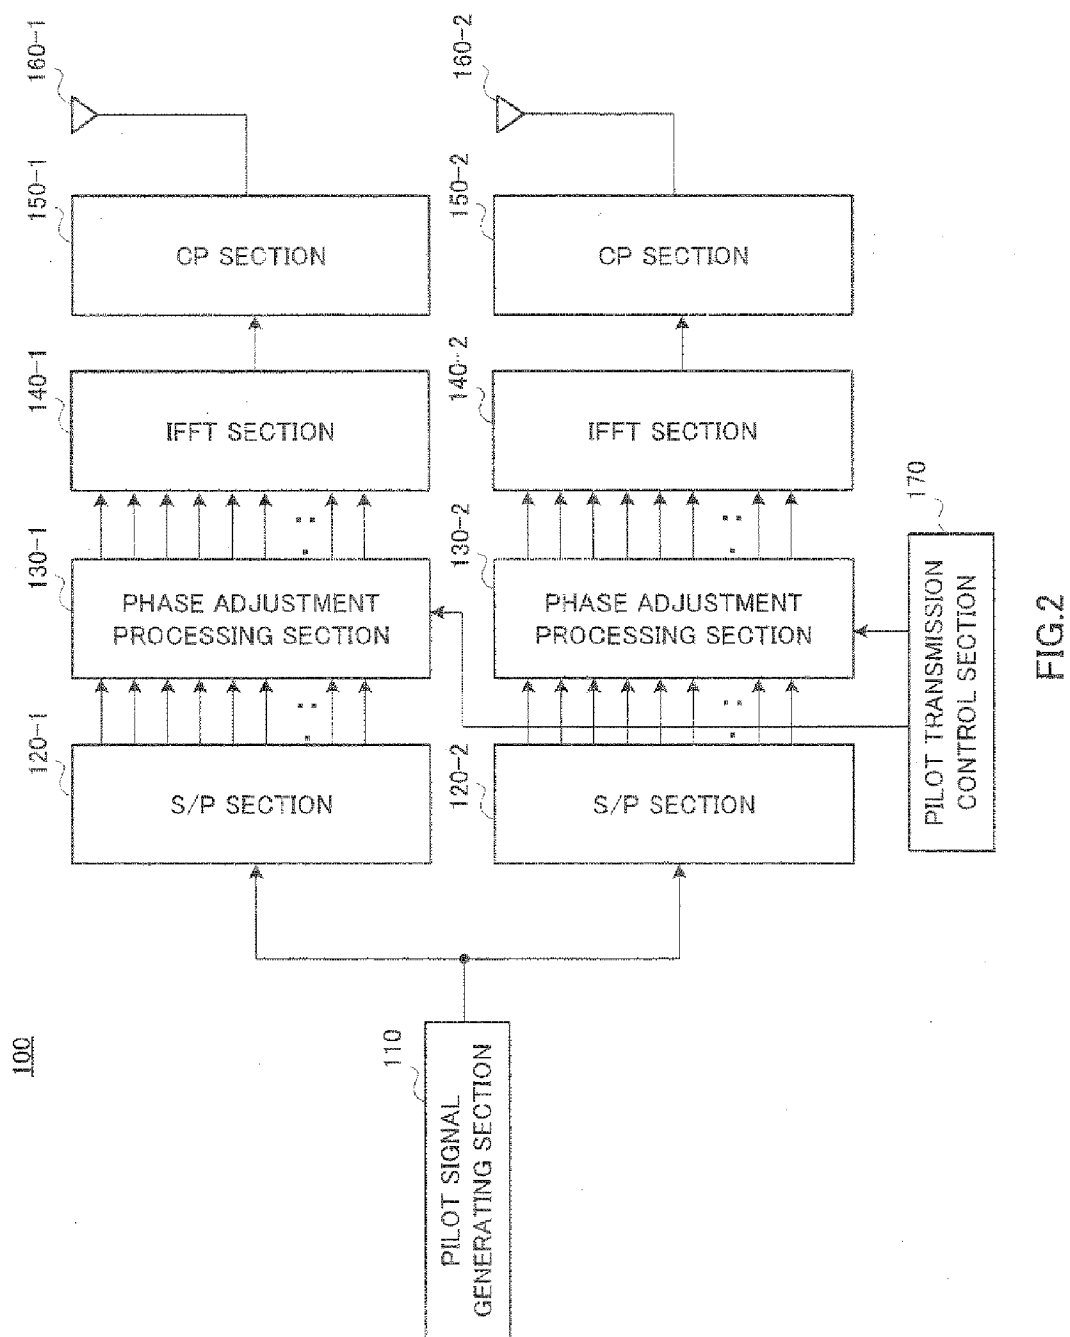 100
160-1
160-2
150-1
150-2
CP SECTION
CP SECTION
140-1
140-2
IFFT SECTION
IFFT SECTION
130-1
130-2
170
PHASE ADJUSTMENT
PROCESSING SECTION
PHASE ADJUSTMENT
PROCESSING SECTION
PILOT TRANSMISSION
CONTROL SECTION
120-1
120-2
S/P SECTION
S/P SECTION
110
PILOT SIGNAL
GENERATING SECTION
FIG.2